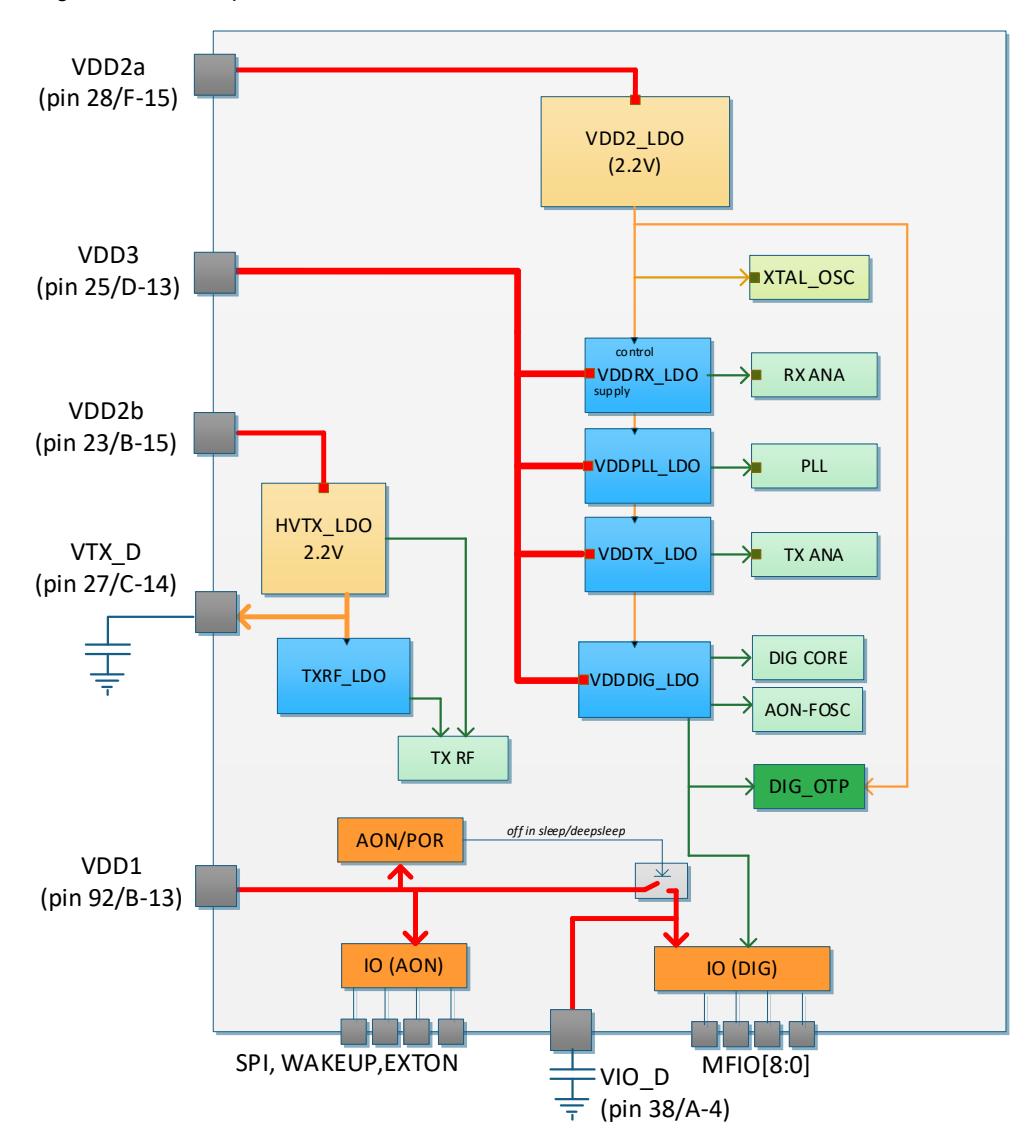 VDD2a
(pin 28/F-15)
VDD2_LDO
(2.2V)
VDD3
(pin 25/D-13)
XTAL_OSC
control
VDDRX_LDO
supply
RX ANA
VDD2b
(pin 23/B-15)
VDDPLL_LDO
PLL
HVTX_LDO
2.2V
VTX_D
(pin 27/C-14)
VDDTX_LDO
TX ANA
TXRF_LDO
VDDDIG_LDO
DIG CORE
AON-FOSC
TX RF
DIG_OTP
AON/POR
off in sleep/deepsleep
VDD1
(pin 92/B-13)
IO (AON)
IO (DIG)
SPI, WAKEUP,EXTON
MFIO[8:0]
VIO_D
(pin 38/A-4)